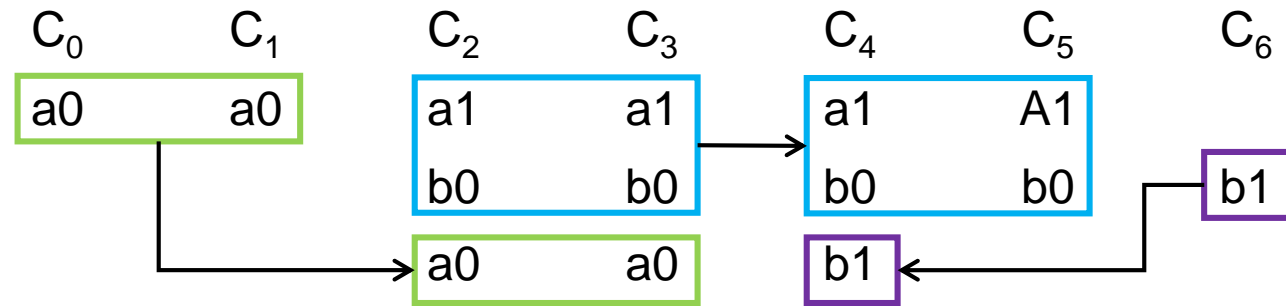 C₀ C₁ C₂ C₃ C₄ C₅ C₆
a0 a0 a1 a1 a1 A1
b0 b0 b0 b0 b1
a0 a0 b1